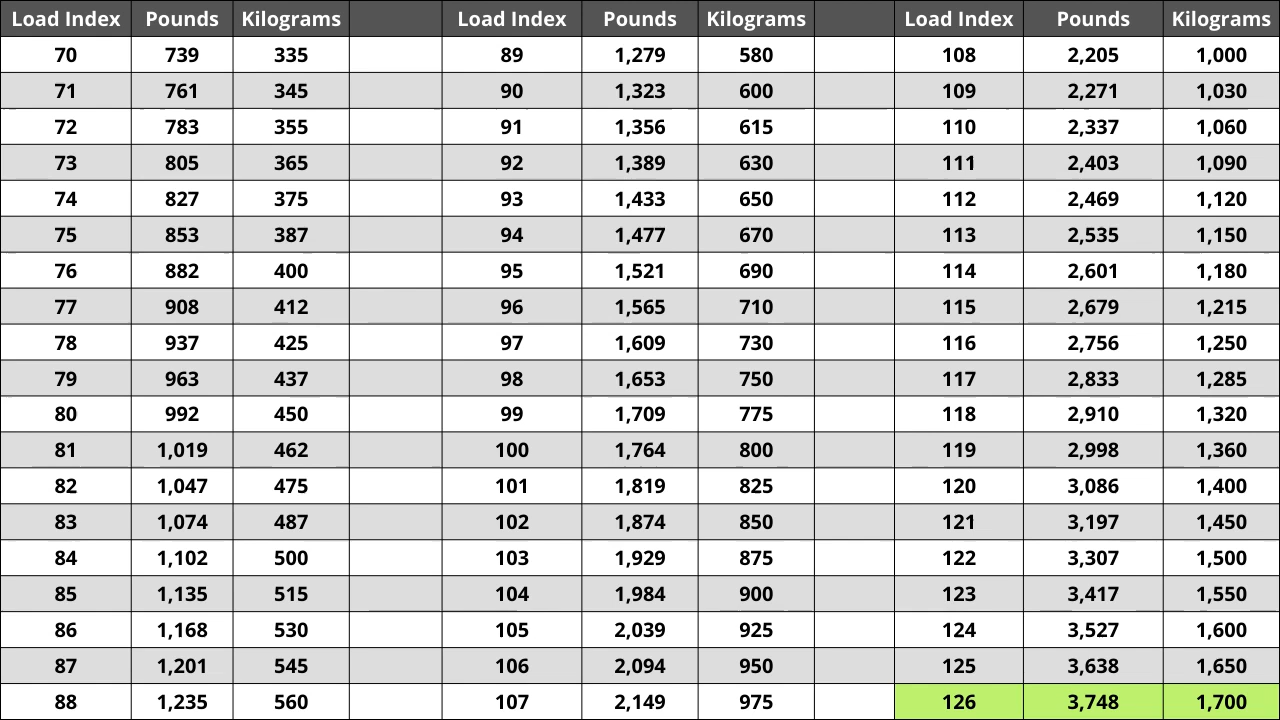 Load Index Pounds Kilograms Load Index Pounds Kilograms Load Index Pounds Kilograms
70 739 335 89 1,279 580 108 2,205 1,000
71 761 345 90 1,323 600 109 2,271 1,030
72 783 355 91 1,356 615 110 2,337 1,060
73 805 365 92 1,389 630 111 2,403 1,090
74 827 375 93 1,433 650 112 2,469 1,120
75 853 387 94 1,477 670 113 2,535 1,150
76 882 400 95 1,521 690 114 2,601 1,180
77 908 412 96 1,565 710 115 2,679 1,215
78 937 425 97 1,609 730 116 2,756 1,250
79 963 437 98 1,653 750 117 2,833 1,285
80 992 450 99 1,709 775 118 2,910 1,320
81 1,019 462 100 1,764 800 119 2,998 1,360
82 1,047 475 101 1,819 825 120 3,086 1,400
83 1,074 487 102 1,874 850 121 3,197 1,450
84 1,102 500 103 1,929 875 122 3,307 1,500
85 1,135 515 104 1,984 900 123 3,417 1,550
86 1,168 530 105 2,039 925 124 3,527 1,600
87 1,201 545 106 2,094 950 125 3,638 1,650
88 1,235 560 107 2,149 975 126 3,748 1,700